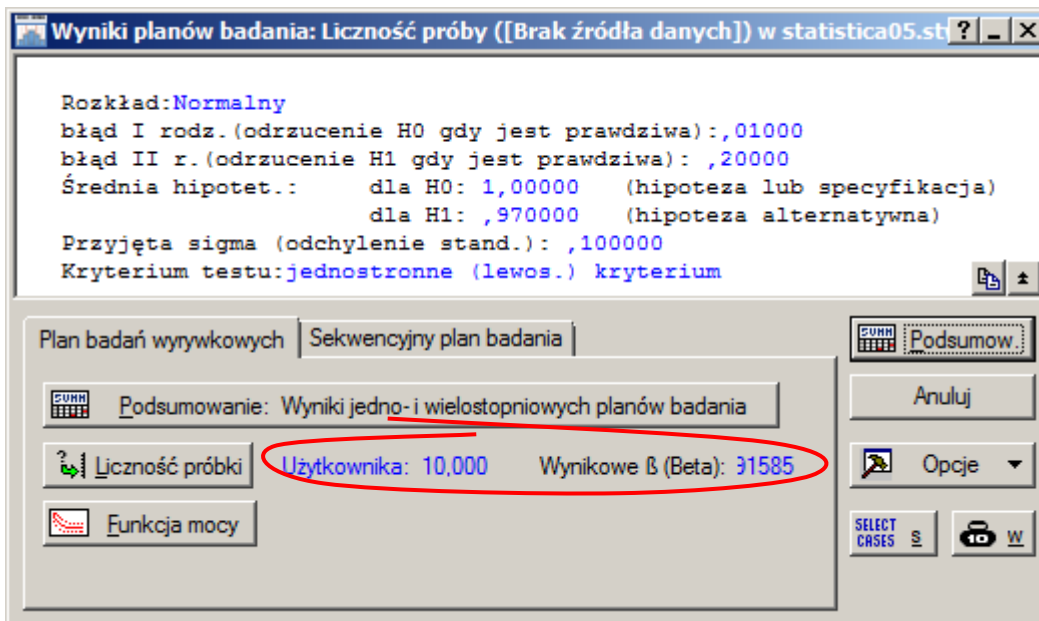 Wyniki planów badania: Liczność próby ([Brak źródła danych]) w statistica05.st
Rozkład:Normalny
błąd I rodz.(odrzucenie H0 gdy jest prawdziwa):,01000
błąd II r.(odrzucenie H1 gdy jest prawdziwa): ,20000
Średnia hipotet.: dla H0: 1,00000 (hipoteza lub specyfikacja)
dla H1: ,970000 (hipoteza alternatywna)
Przyjęta sigma (odchylenie stand.): ,100000
Kryterium testu:jednostronne (lewos.) kryterium
Plan badań wyrywkowych Sekwencyjny plan badania
Podsumow.
SUMM Podsumowanie: Wyniki jedno- i wielostopniowych planów badania
Anuluj
Liczność próbki Użytkownika: 10,000 Wynikowe ß (Beta): 91585
Opcje
Funkcja mocy
SELECT CASES S W